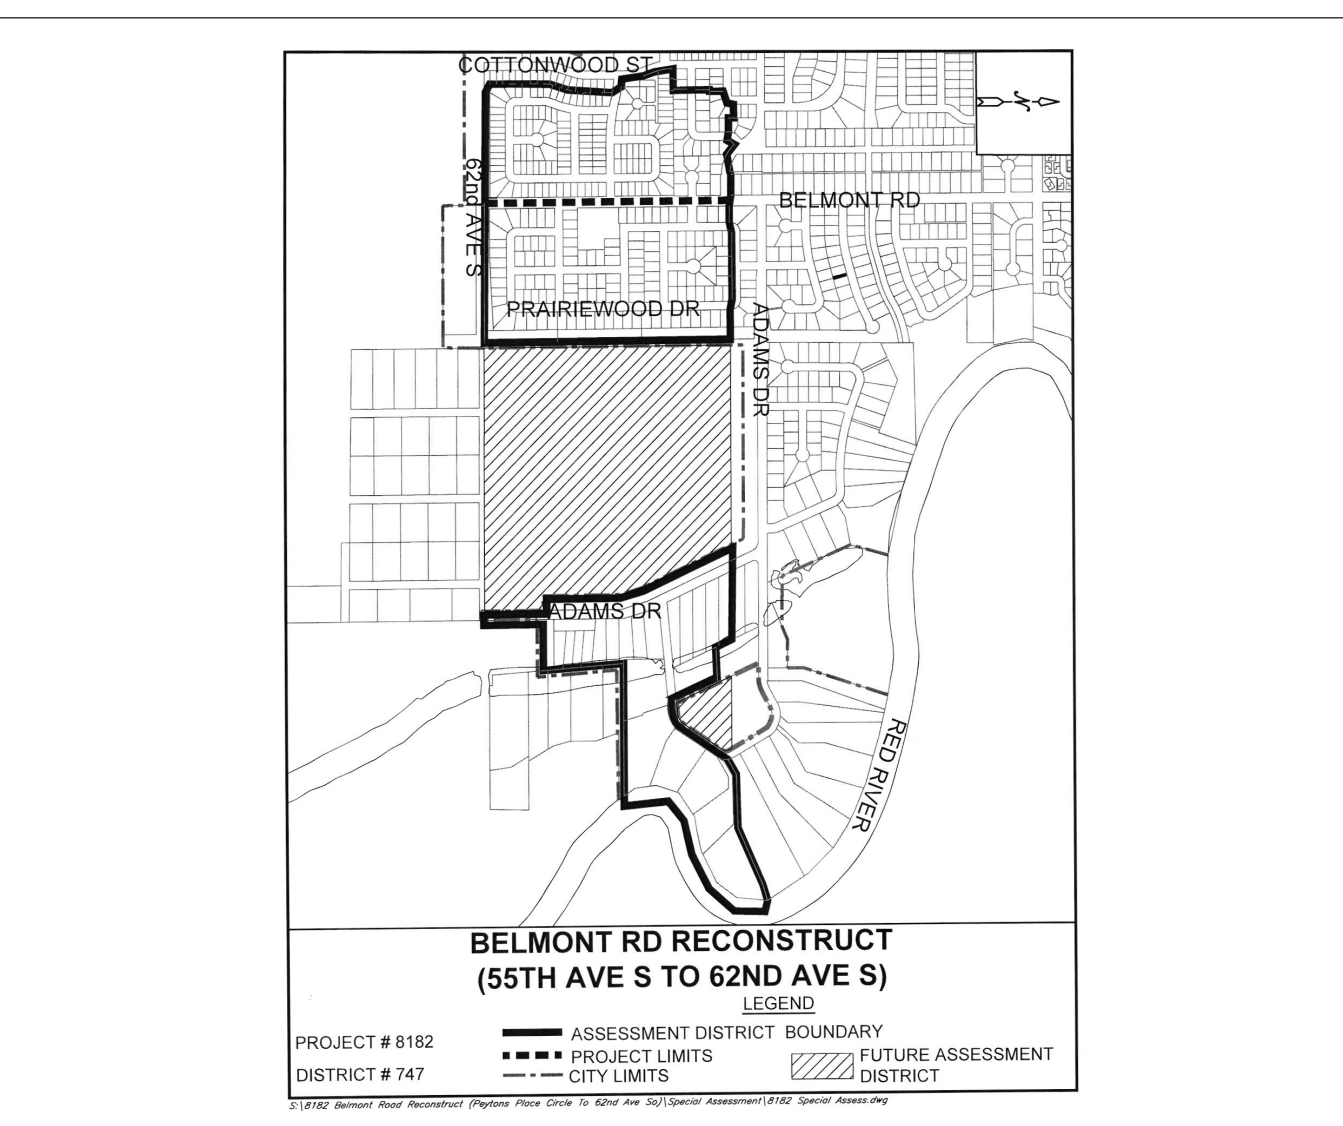 COTTONWOOD ST
N
62nd AVE S
BELMONT RD
PRAIRIEWOOD DR
ADAMS DR
ADAMS DR
RED RIVER
BELMONT RD RECONSTRUCT
(55TH AVE S TO 62ND AVE S)
LEGEND
PROJECT # 8182
DISTRICT # 747
ASSESSMENT DISTRICT BOUNDARY
PROJECT LIMITS
CITY LIMITS
FUTURE ASSESSMENT
DISTRICT
S:\8182 Belmont Road Reconstruct (Peytons Place Circle To 62nd Ave So)\Special Assessment\8182 Special Assess.dwg